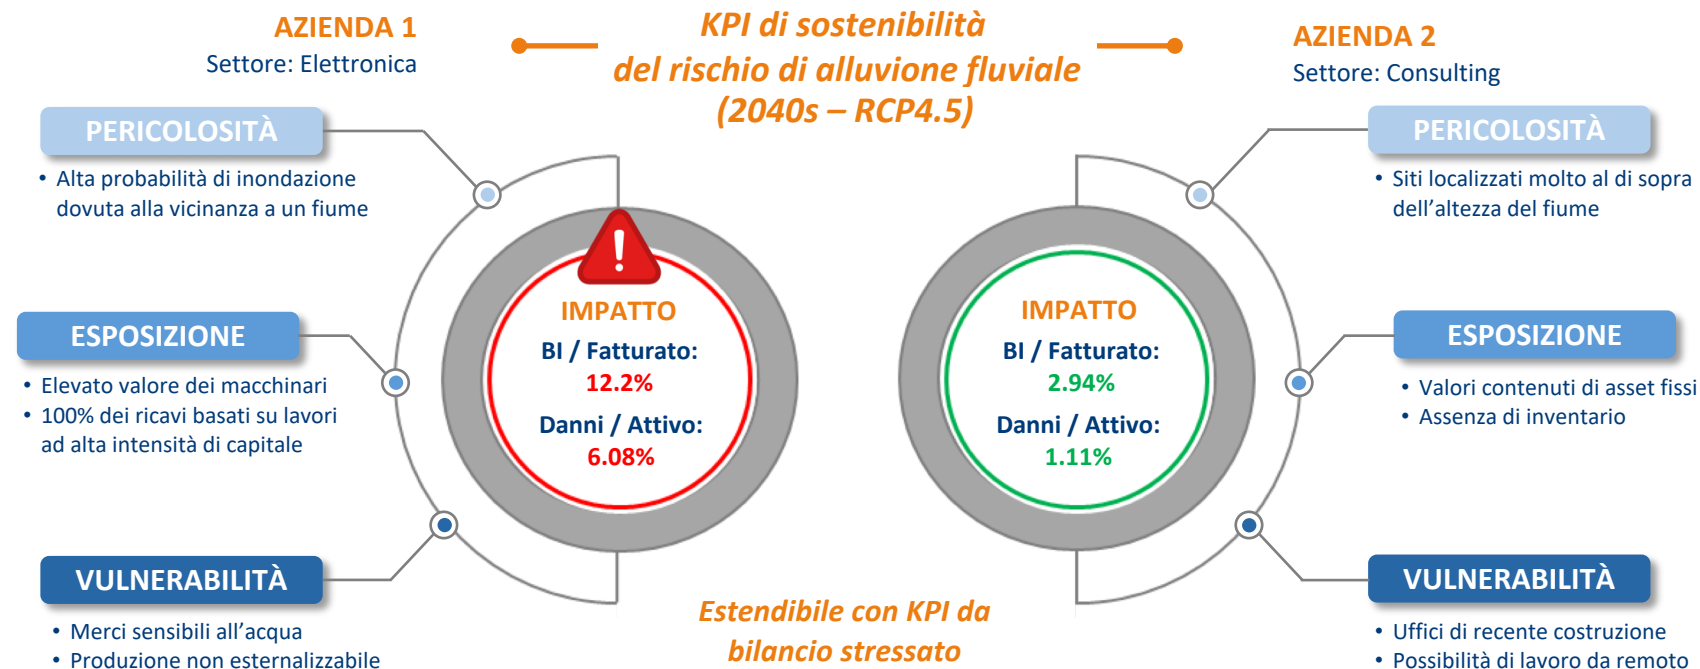 AZIENDA 1
Settore: Elettronica
KPI di sostenibilità
del rischio di alluvione fluviale
(2040s – RCP4.5)
AZIENDA 2
Settore: Consulting
PERICOLOSITÀ
• Alta probabilità di inondazione
dovuta alla vicinanza a un fiume
ESPOSIZIONE
• Elevato valore dei macchinari
• 100% dei ricavi basati su lavori
ad alta intensità di capitale
VULNERABILITÀ
• Merci sensibili all'acqua
• Produzione non esternalizzabile
!
IMPATTO
BI / Fatturato:
12.2%
Danni / Attivo:
6.08%
IMPATTO
BI / Fatturato:
2.94%
Danni / Attivo:
1.11%
PERICOLOSITÀ
• Siti localizzati molto al di sopra
dell'altezza del fiume
ESPOSIZIONE
• Valori contenuti di asset fissi
• Assenza di inventario
VULNERABILITÀ
• Uffici di recente costruzione
• Possibilità di lavoro da remoto
Estendibile con KPI da
bilancio stressato